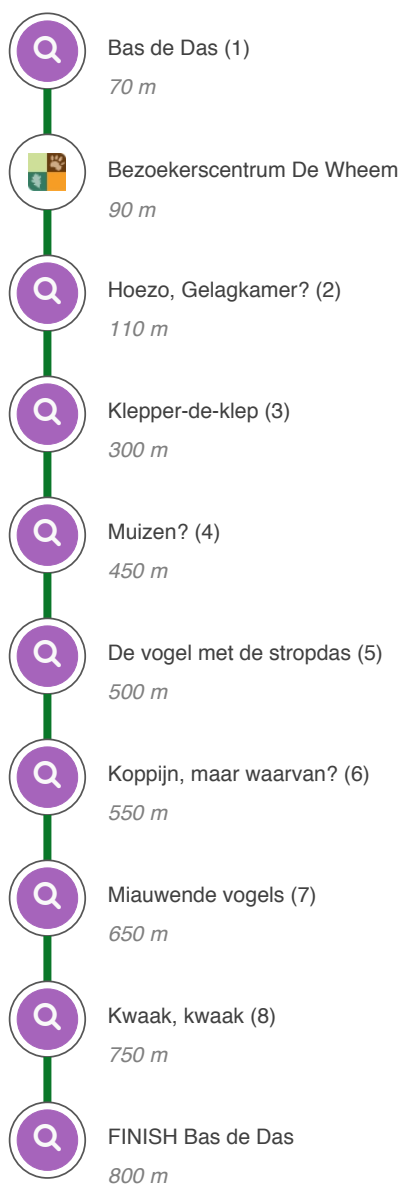 Bas de Das (1)
70 m
Bezoekerscentrum De Wheem
90 m
Hoezo, Gelagkamer? (2)
110 m
Klepper-de-klep (3)
300 m
Muizen? (4)
450 m
De vogel met de stropdas (5)
500 m
Koppijn, maar waarvan? (6)
550 m
Miauwende vogels (7)
650 m
Kwaak, kwaak (8)
750 m
FINISH Bas de Das
800 m